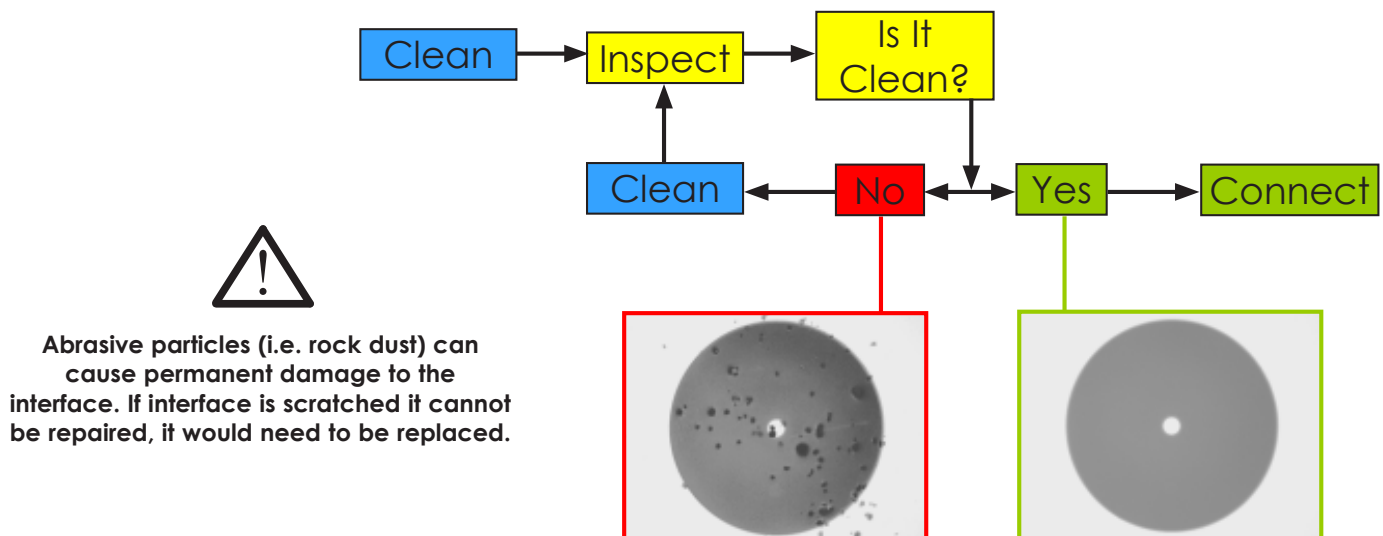 Clean
Inspect
Is It
Clean?
Clean
No
Yes
Connect
!
Abrasive particles (i.e. rock dust) can
cause permanent damage to the
interface. If interface is scratched it cannot
be repaired, it would need to be replaced.